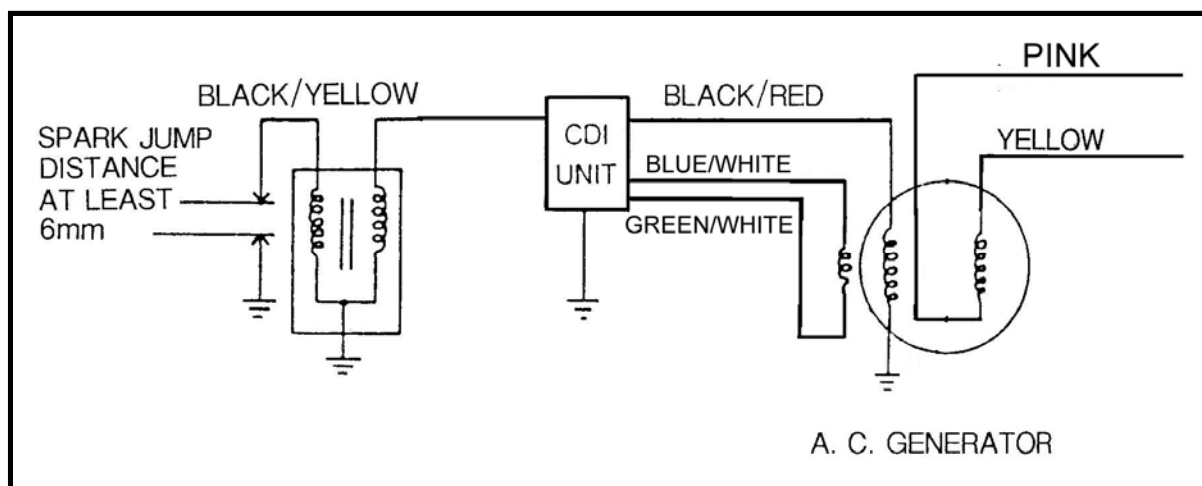 PINK
BLACK/YELLOW
BLACK/RED
SPARK JUMP
DISTANCE
AT LEAST
6mm
CDI
UNIT
YELLOW
BLUE/WHITE
GREEN/WHITE
A. C. GENERATOR